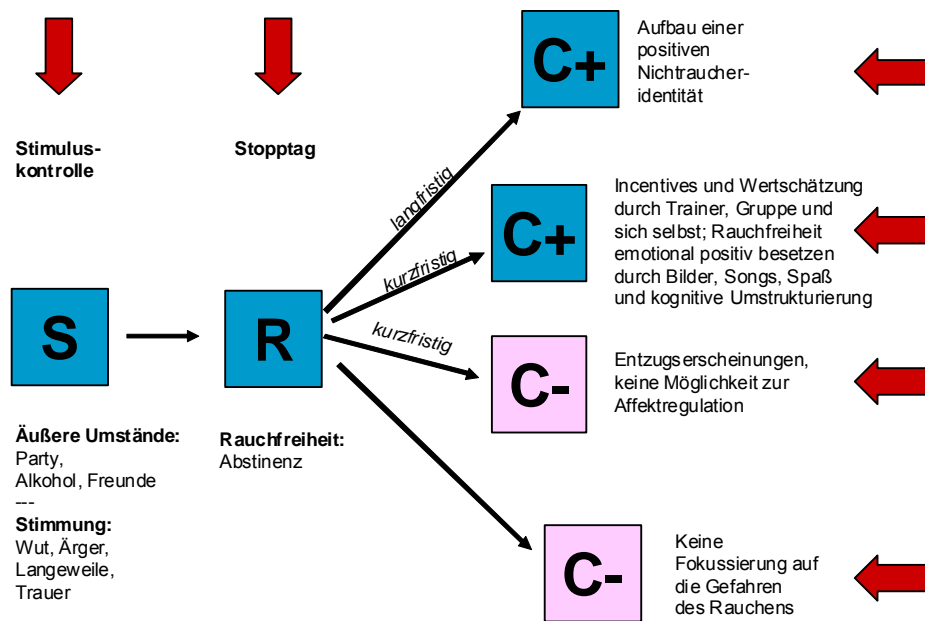 Stimulus-
kontrolle
Stopptag
S
Äußere Umstände:
Party,
Alkohol, Freunde
---
Stimmung:
Wut, Ärger,
Langeweile,
Trauer
R
Rauchfreiheit:
Abstinenz
langfristig
C+
Aufbau einer
positiven
Nichtraucher-
identität
kurzfristig
C+
Incentives und Wertschätzung
durch Trainer, Gruppe und
sich selbst; Rauchfreiheit
emotional positiv besetzen
durch Bilder, Songs, Spaß
und kognitive Umstrukturierung
kurzfristig
C-
Entzugserscheinungen,
keine Möglichkeit zur
Affektregulation
C-
Keine
Fokussierung auf
die Gefahren
des Rauchens